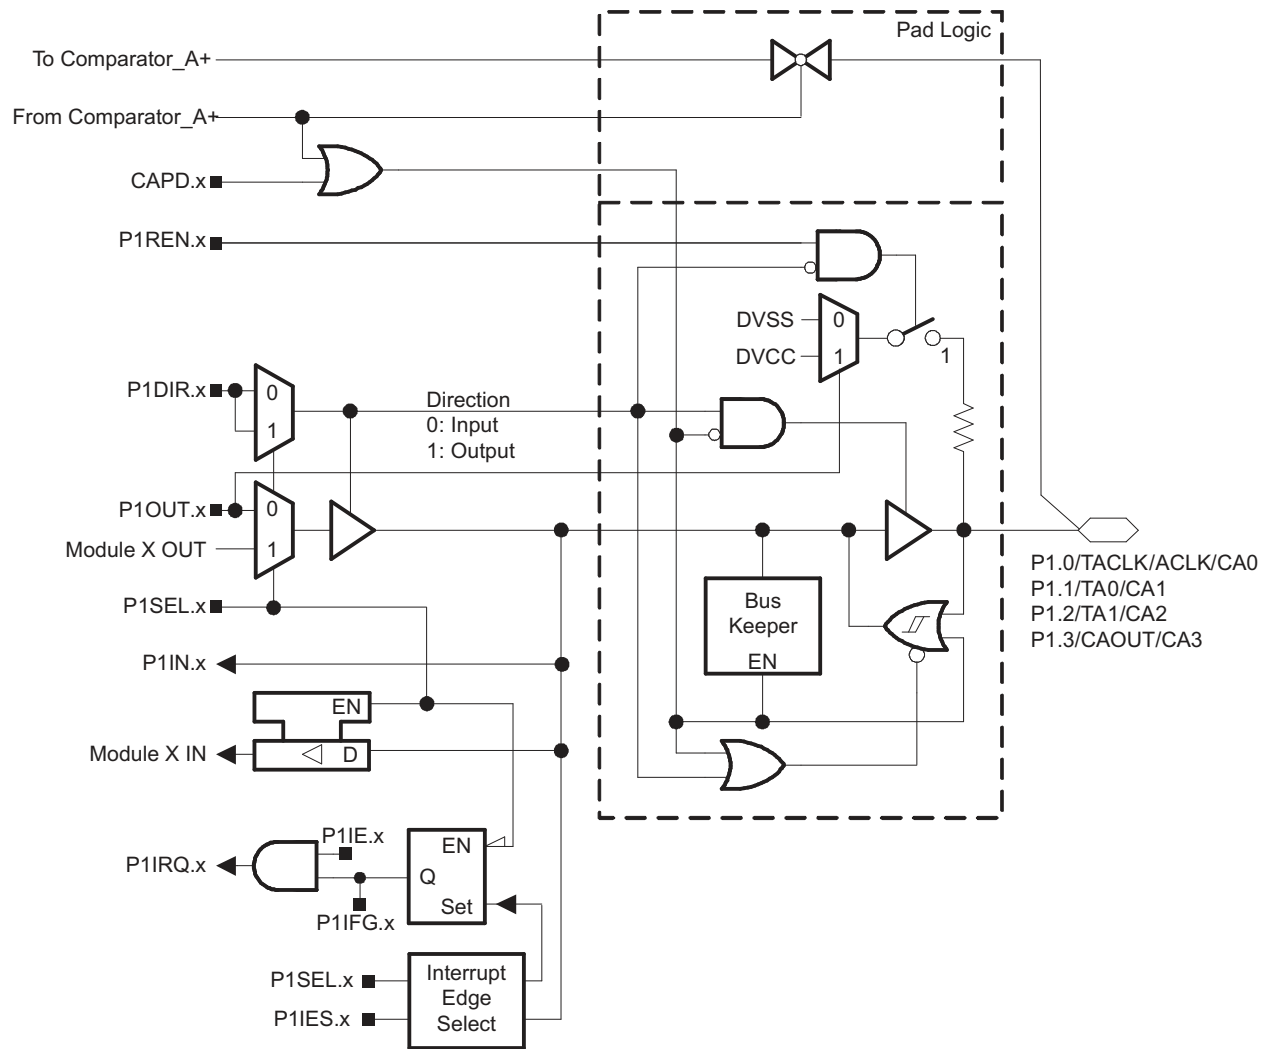 Pad Logic
To Comparator_A+
From Comparator_A+
CAPD.x
P1REN.x
DVSS
0
DVCC
1
1
P1DIR.x
0
1
Direction
0: Input
1: Output
P1OUT.x
0
Module X OUT
1
P1SEL.x
Bus
Keeper
EN
P1.0/TACLK/ACLK/CA0
P1.1/TA0/CA1
P1.2/TA1/CA2
P1.3/CAOUT/CA3
P1IN.x
EN
Module X IN
D
P1IE.x
P1IRQ.x
EN
Q
Set
P1IFG.x
P1SEL.x
P1IES.x
Interrupt
Edge
Select